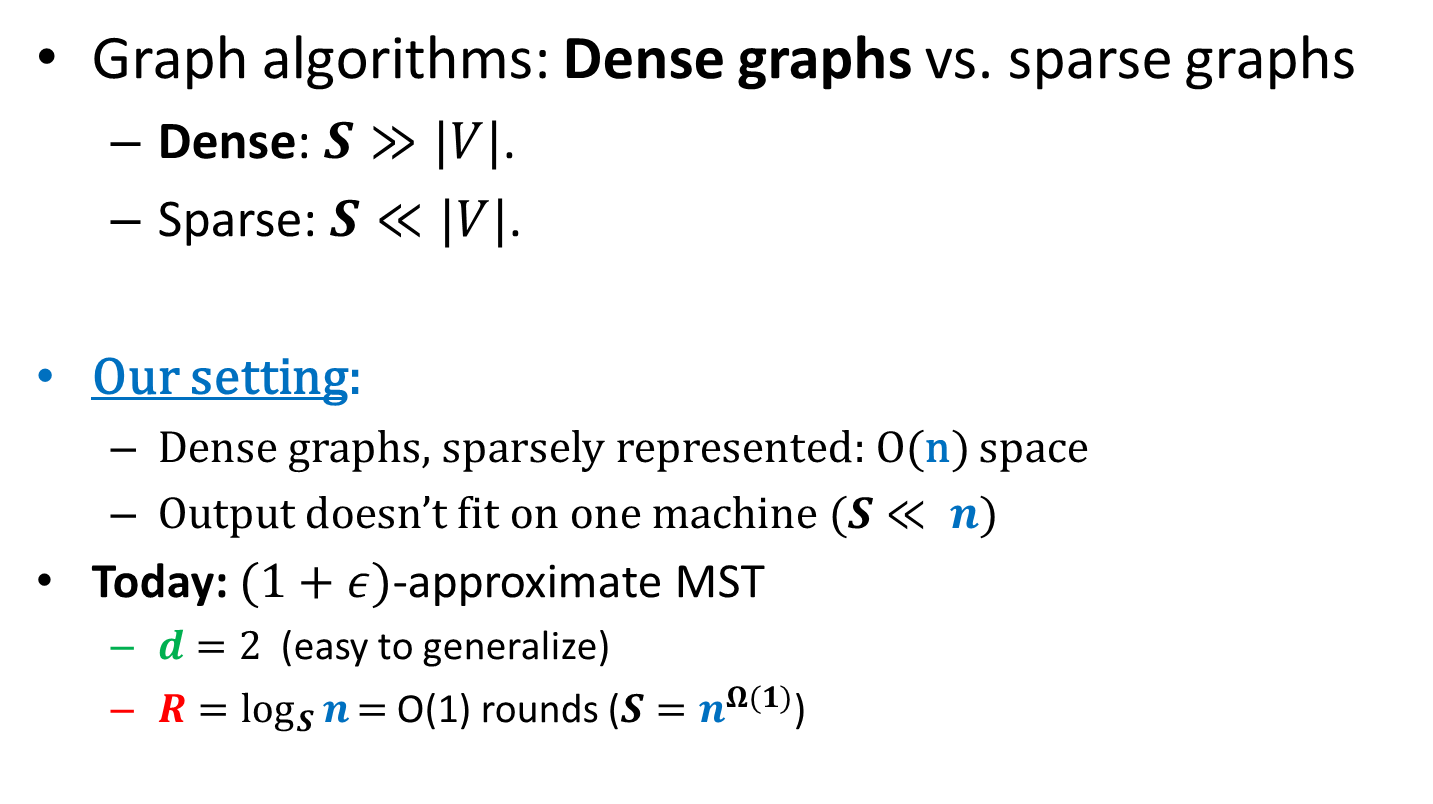 • Graph algorithms: Dense graphs vs. sparse graphs
– Dense: S ≫ |V|.
– Sparse: S ≪ |V|.
• Our setting:
– Dense graphs, sparsely represented: O(n) space
– Output doesn’t fit on one machine (S ≪ n)
• Today: (1 + ϵ)-approximate MST
– d = 2 (easy to generalize)
– R = log_S n = O(1) rounds (S = n^Ω(1))